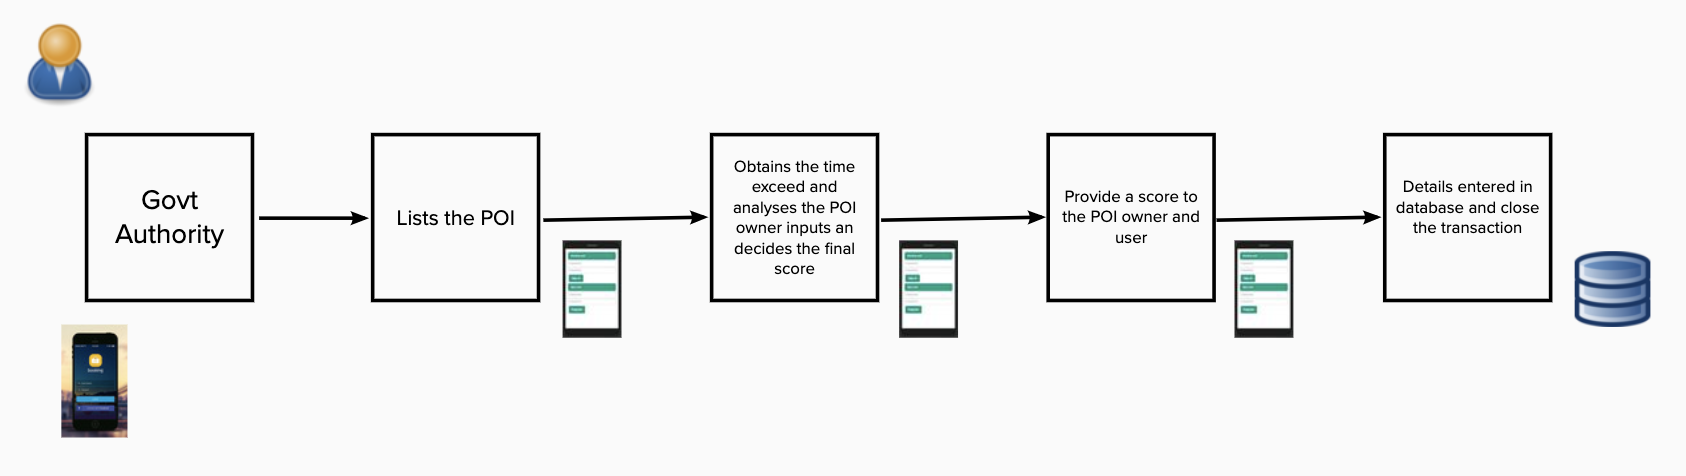 Govt
Authority
Lists the POI
Obtains the time
exceed and
analyses the POI
owner inputs an
decides the final
score
Provide a score to
the POI owner and
user
Details entered in
database and close
the transaction
booking